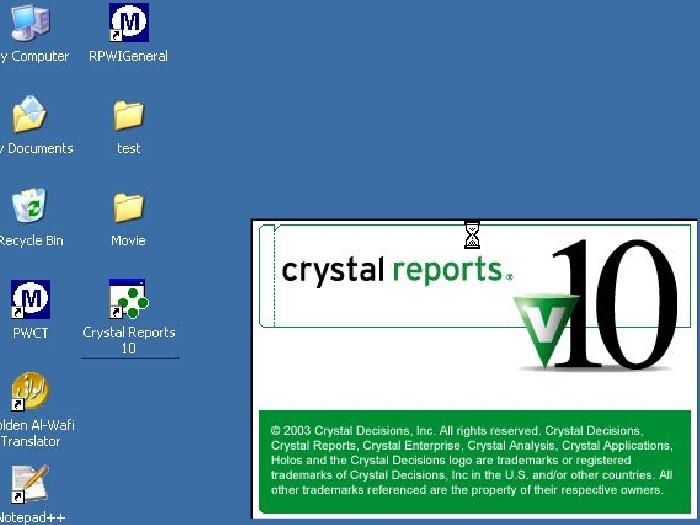 y Computer
RPWIGeneral
y Documents
test
Recycle Bin
Movie
PWCT
Crystal Reports
10
olden Al-Wafi
Translator
Notepad++
crystal reports®
v10
© 2003 Crystal Decisions, Inc. All rights reserved. Crystal Decisions,
Crystal Reports, Crystal Enterprise, Crystal Analysis, Crystal Applications,
Holos and the Crystal Decisions logo are trademarks or registered
trademarks of Crystal Decisions, Inc in the U.S. and/or other countries. All
other trademarks referenced are the property of their respective owners.